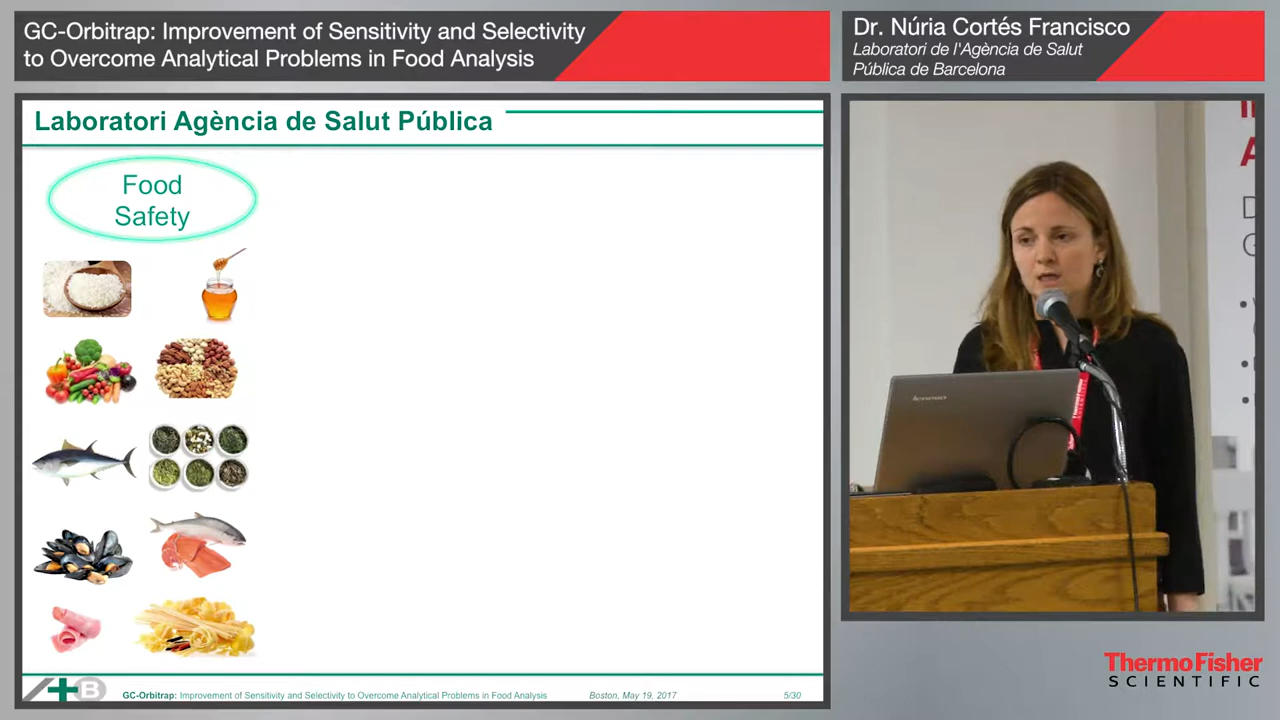 GC-Orbitrap: Improvement of Sensitivity and Selectivity
to Overcome Analytical Problems in Food Analysis
Dr. Núria Cortés Francisco
Laboratori de l'Agència de Salut
Pública de Barcelona
Laboratori Agència de Salut Pública
Food
Safety
GC-Orbitrap: Improvement of Sensitivity and Selectivity to Overcome Analytical Problems in Food Analysis
Boston, May 19, 2017
5/30
lenovo
ThermoFisher
SCIENTIFIC